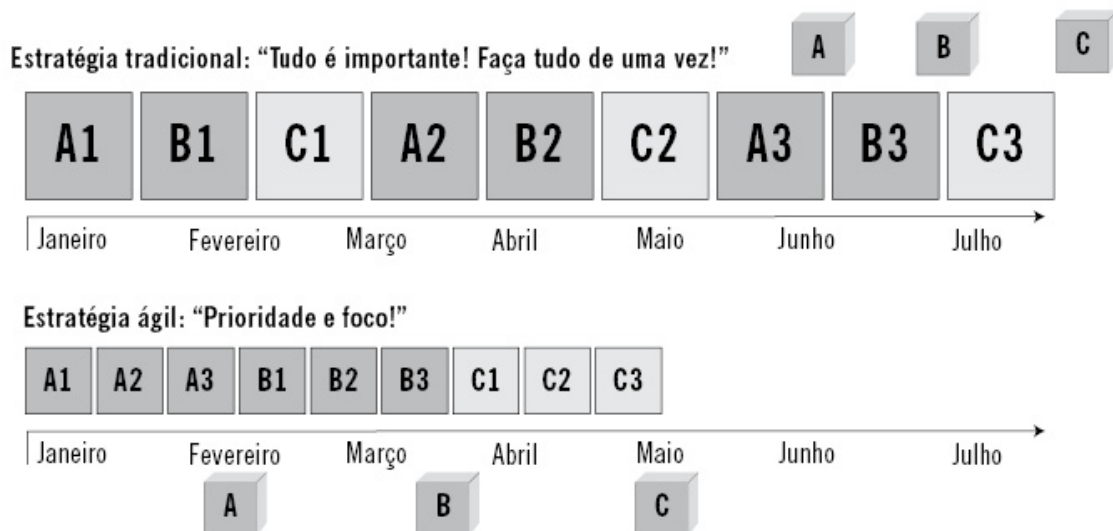 A B C
Estratégia tradicional: “Tudo é importante! Faça tudo de uma vez!”
A1 B1 C1 A2 B2 C2 A3 B3 C3
Janeiro Fevereiro Março Abril Maio Junho Julho
Estratégia ágil: “Prioridade e foco!”
A1 A2 A3 B1 B2 B3 C1 C2 C3
Janeiro Fevereiro Março Abril Maio Junho Julho
A B C